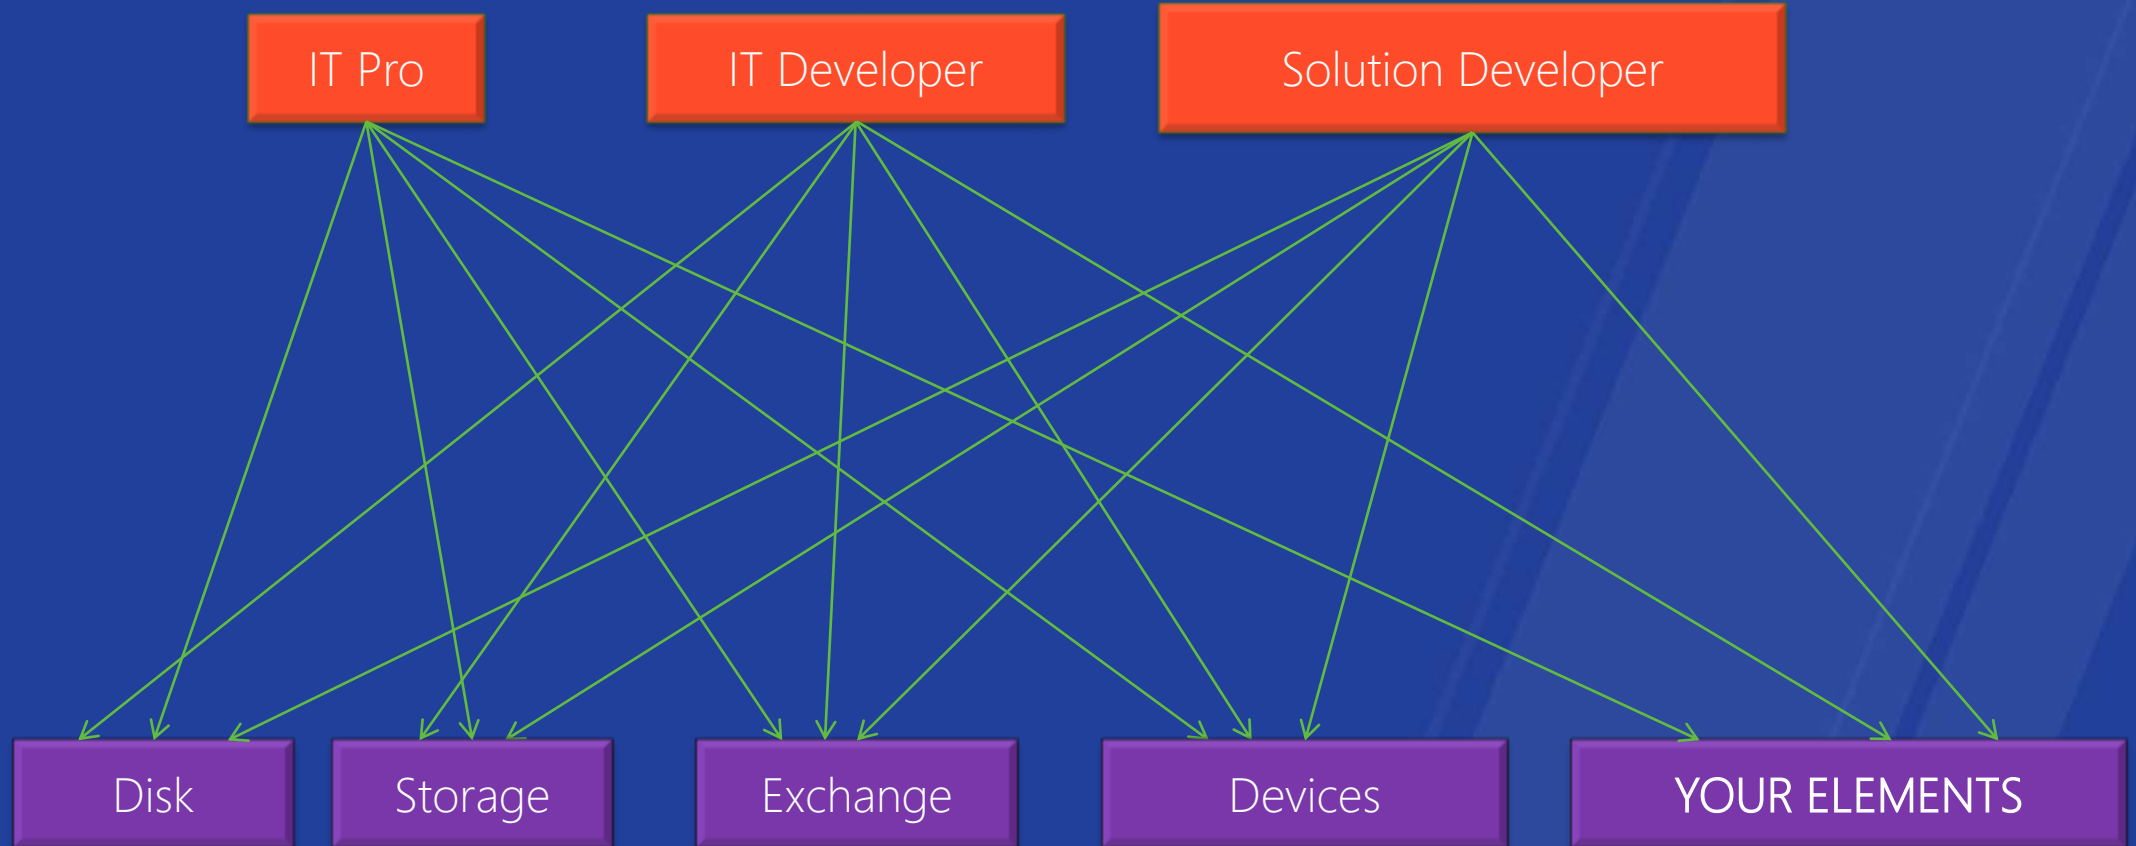 IT Pro
IT Developer
Solution Developer
Disk
Storage
Exchange
Devices
YOUR ELEMENTS